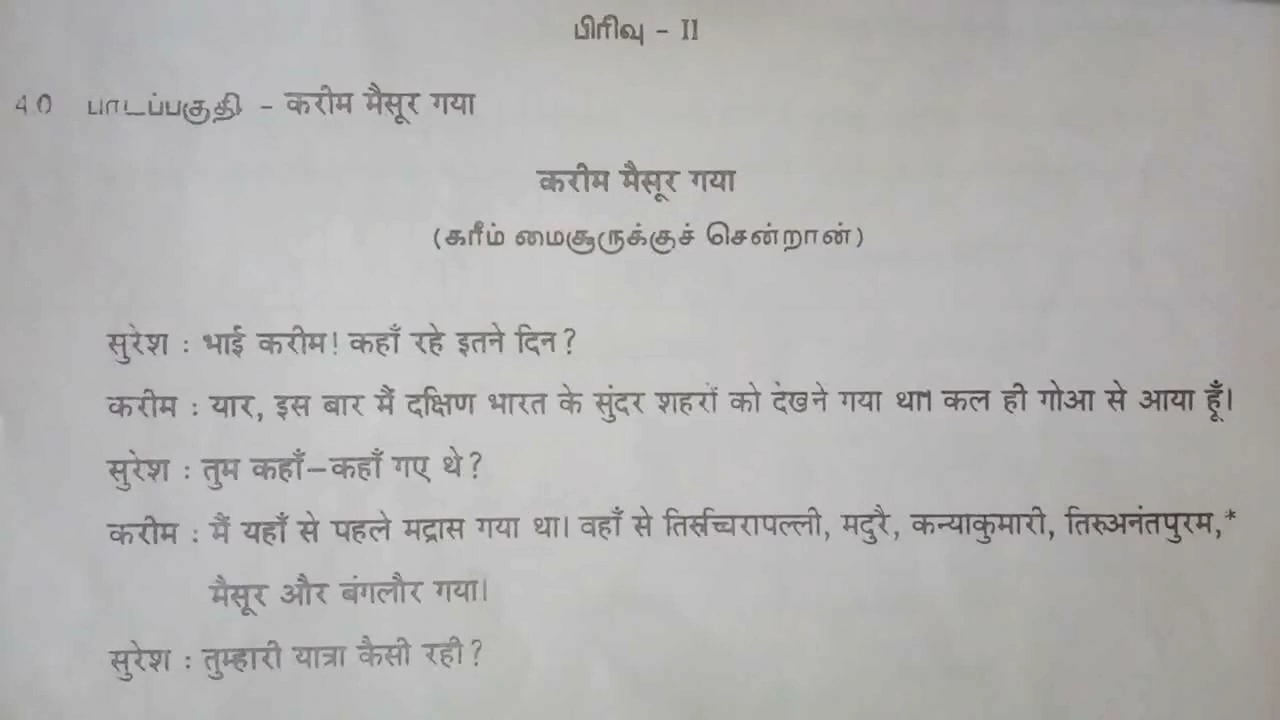 பிரிவு - II
4.0 பாடப்பகுதி - करीम मैसूर गया
करीम मैसूर गया
(கரீம் மைசூருக்குச் சென்றான்)
सुरेश : भाई करीम! कहाँ रहे इतने दिन?
करीम : यार, इस बार मैं दक्षिण भारत के सुंदर शहरों को देखने गया था। कल ही गोआ से आया हूँ।
सुरेश : तुम कहाँ-कहाँ गए थे?
करीम : मैं यहाँ से पहले मद्रास गया था। वहाँ से तिरुच्चिरापल्ली, मदुरै, कन्याकुमारी, तिरुअनंतपुरम,*
मैसूर और बंगलौर गया।
सुरेश : तुम्हारी यात्रा कैसी रही?